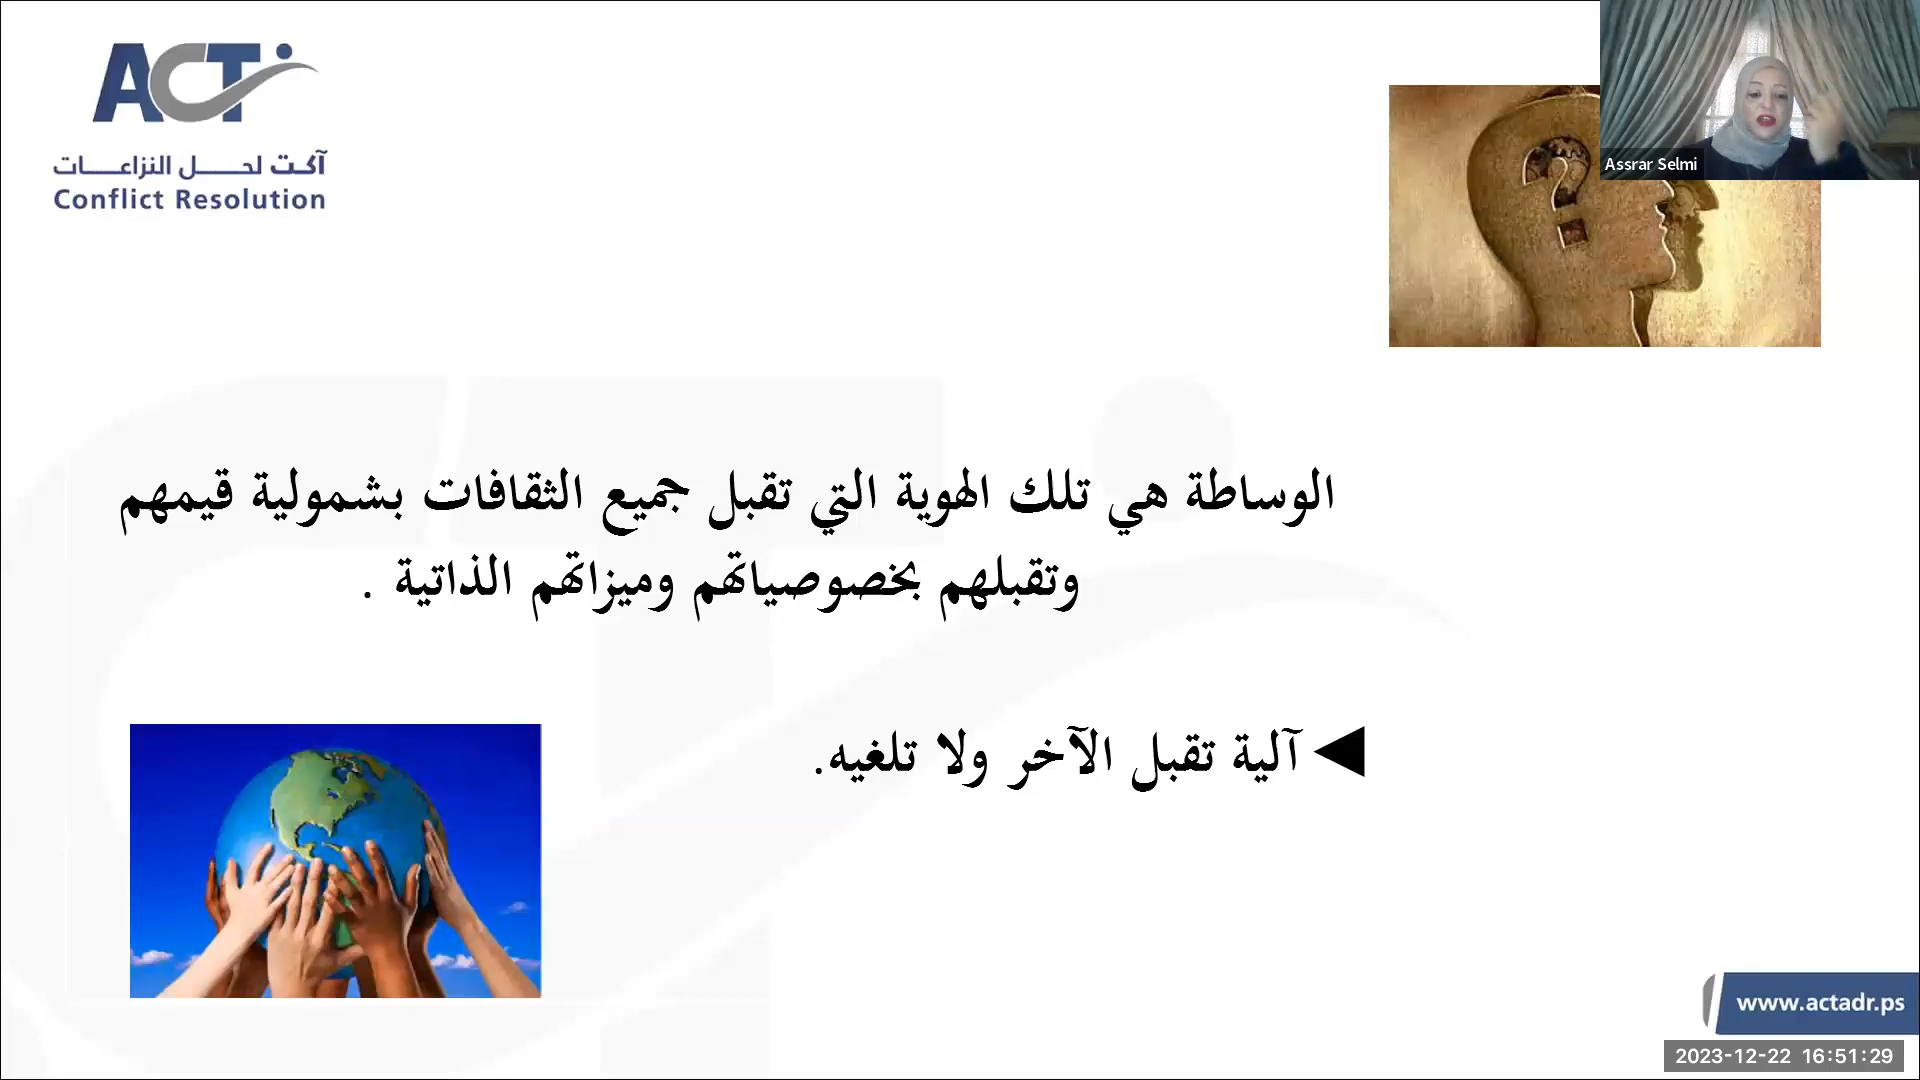 ACT
آكت لحـــل النزاعـــات
Conflict Resolution
Assrar Selmi
الوساطة هي تلك الهوية التي تقبل جميع الثقافات بشمولية قيمهم
وتقبلهم بخصوصياتهم وميزاتهم الذاتية .
آلية تقبل الآخر ولا تلغيه.
www.actadr.ps
2023-12-22 16:51:29